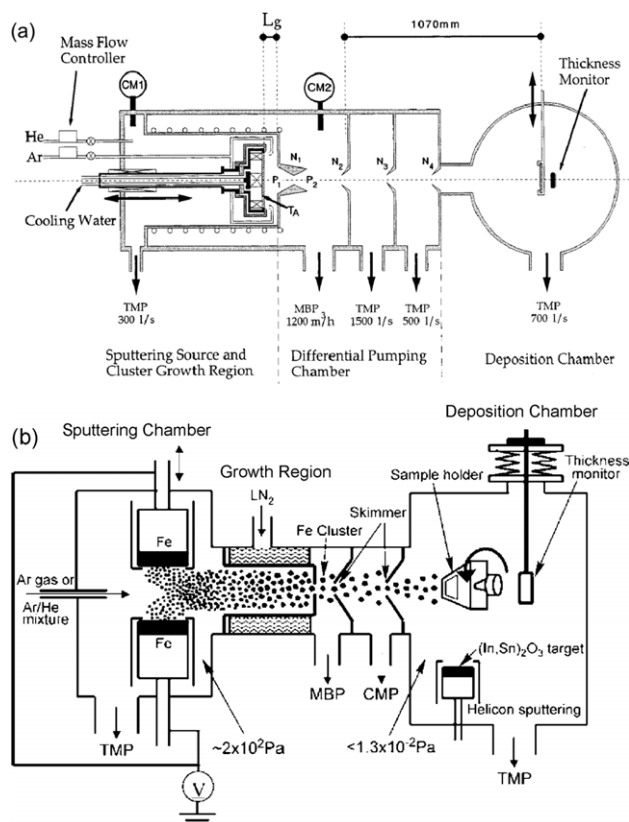 (a)
Lg
1070mm
Mass Flow
Controller
Thickness
Monitor
CM1
CM2
He
Ar
N1
N2
N3
N4
P1
P2
TA
Cooling Water
TMP
300 l/s
MBP
1200 m³/h
TMP
1500 l/s
TMP
500 l/s
TMP
700 l/s
Sputtering Source and
Cluster Growth Region
Differential Pumping
Chamber
Deposition Chamber
(b)
Deposition Chamber
Sputtering Chamber
Growth Region
LN2
Fe Cluster
Skimmer
Sample holder
Thickness
monitor
Fe
Ar gas or
Ar/He
mixture
Fe
(In,Sn)2O3 target
Helicon sputtering
MBP
CMP
TMP
~2x10²Pa
<1.3x10⁻²Pa
TMP
V